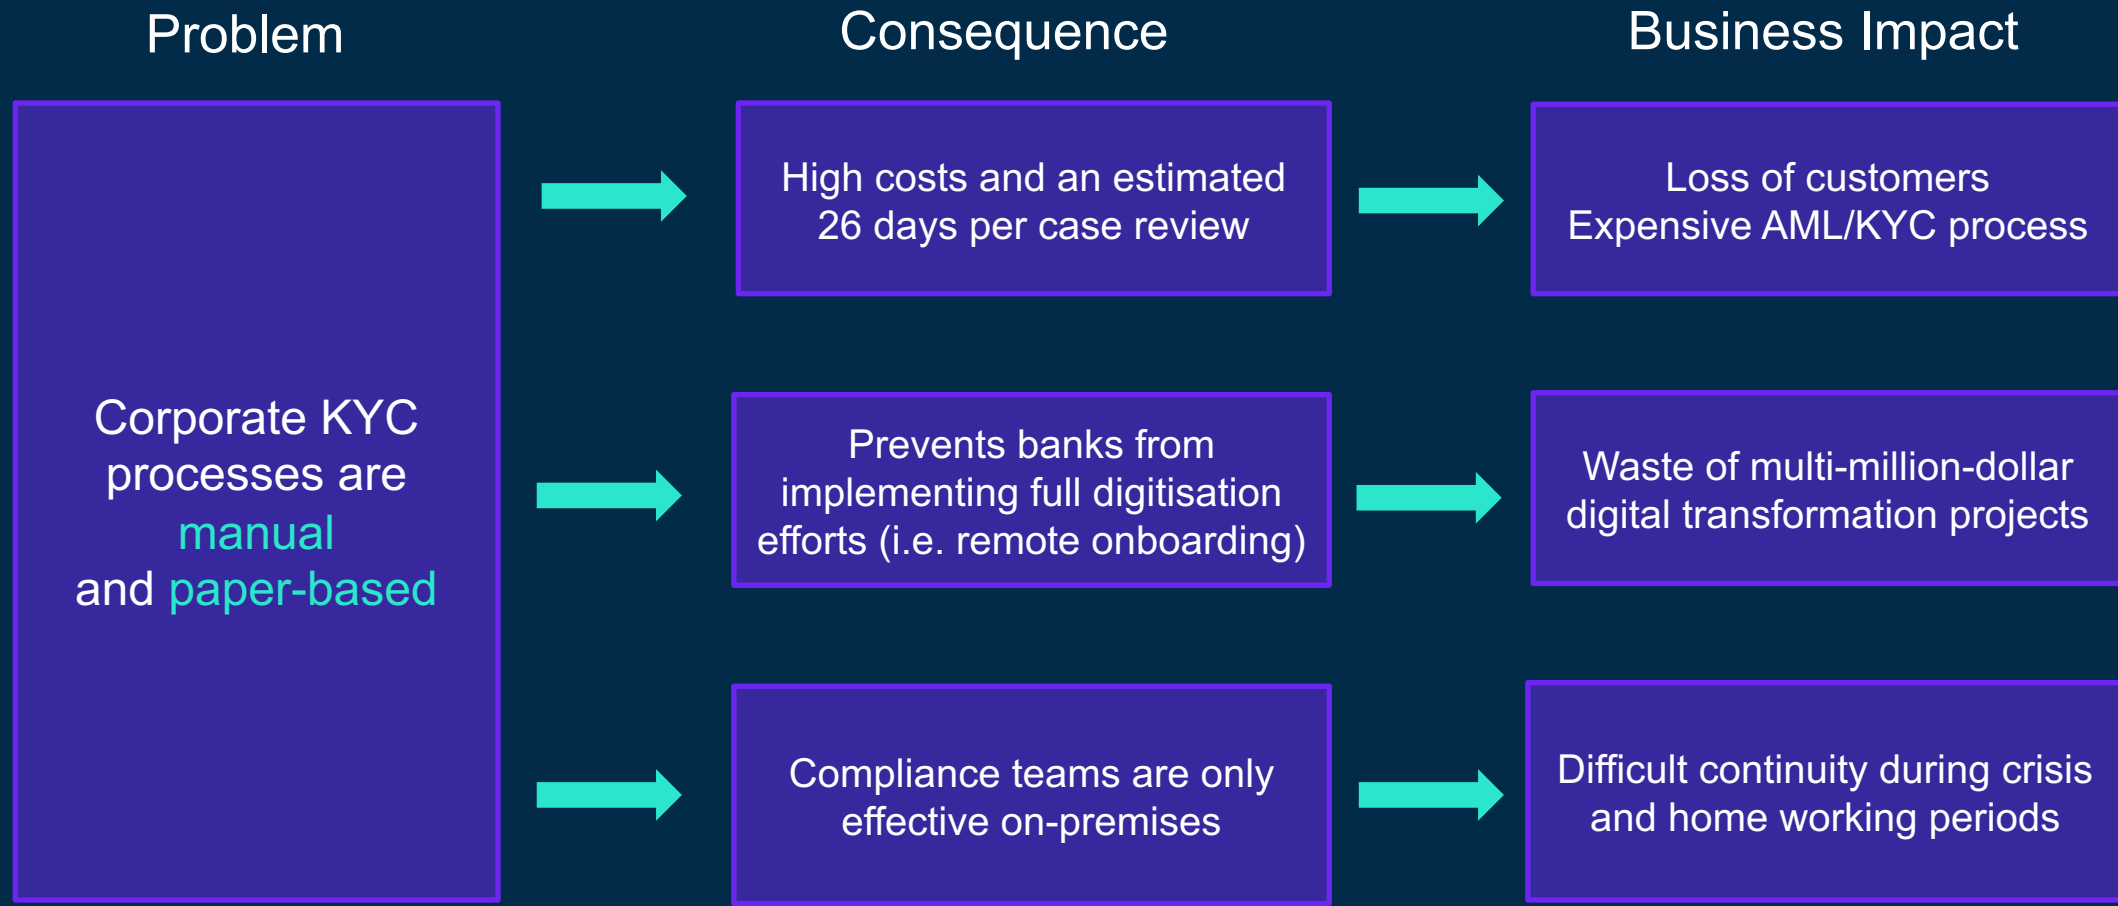 Problem
Consequence
Business Impact
Corporate KYC
processes are
manual
and paper-based
High costs and an estimated
26 days per case review
Loss of customers
Expensive AML/KYC process
Prevents banks from
implementing full digitisation
efforts (i.e. remote onboarding)
Waste of multi-million-dollar
digital transformation projects
Compliance teams are only
effective on-premises
Difficult continuity during crisis
and home working periods